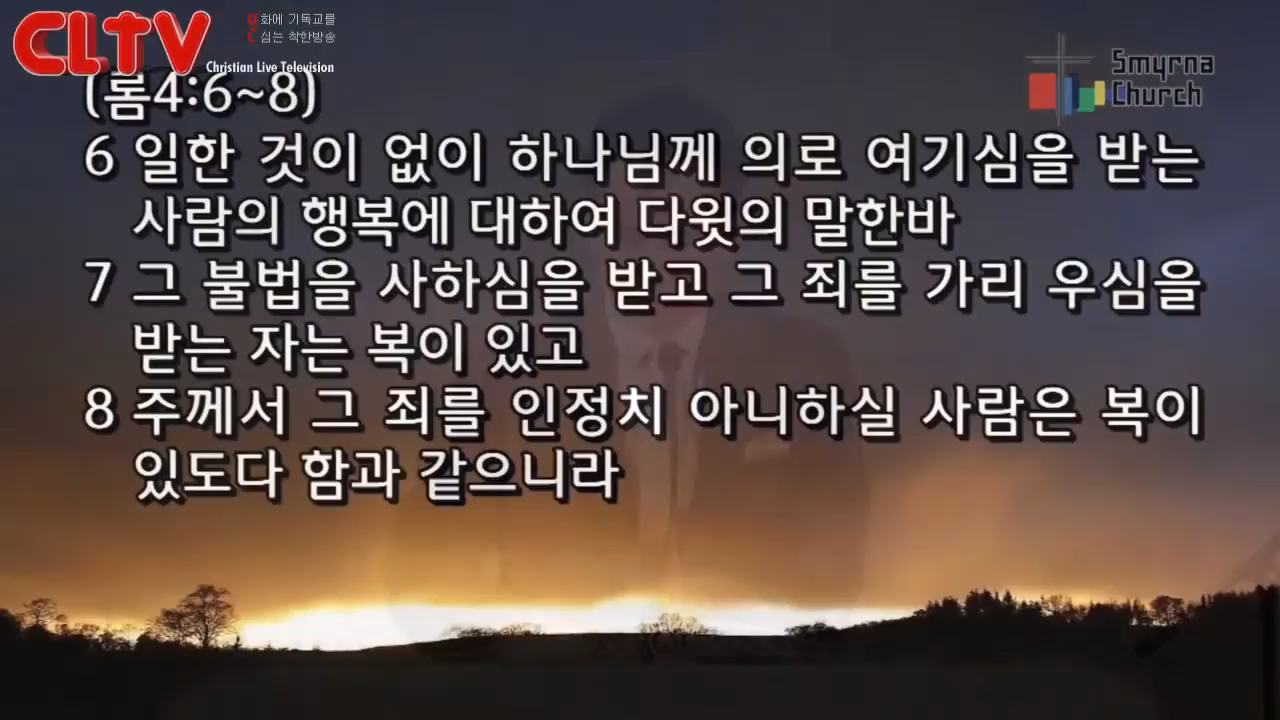 CLTV
화에 기독교를
심는 착한방송
Christian Live Television
Smyrna
Church
(롬4:6~8)
6 일한 것이 없이 하나님께 의로 여기심을 받는
사람의 행복에 대하여 다윗의 말한바
7 그 불법을 사하심을 받고 그 죄를 가리 우심을
받는 자는 복이 있고
8 주께서 그 죄를 인정치 아니하실 사람은 복이
있도다 함과 같으니라